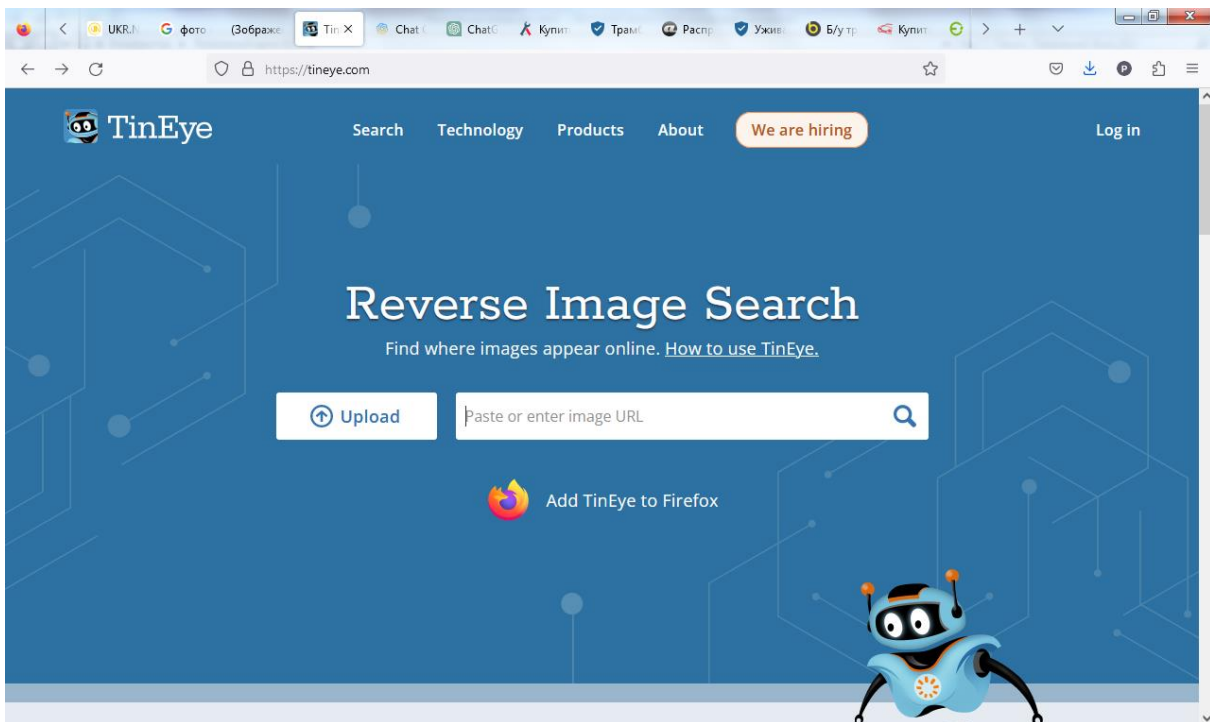 UKR.N фото (Зображе Tin Chat ( ChatG Купит Трамб Распр Ужива Б/у тр Купит
https://tineye.com
TinEye Search Technology Products About We are hiring Log in
Reverse Image Search
Find where images appear online. How to use TinEye.
Upload Paste or enter image URL
Add TinEye to Firefox